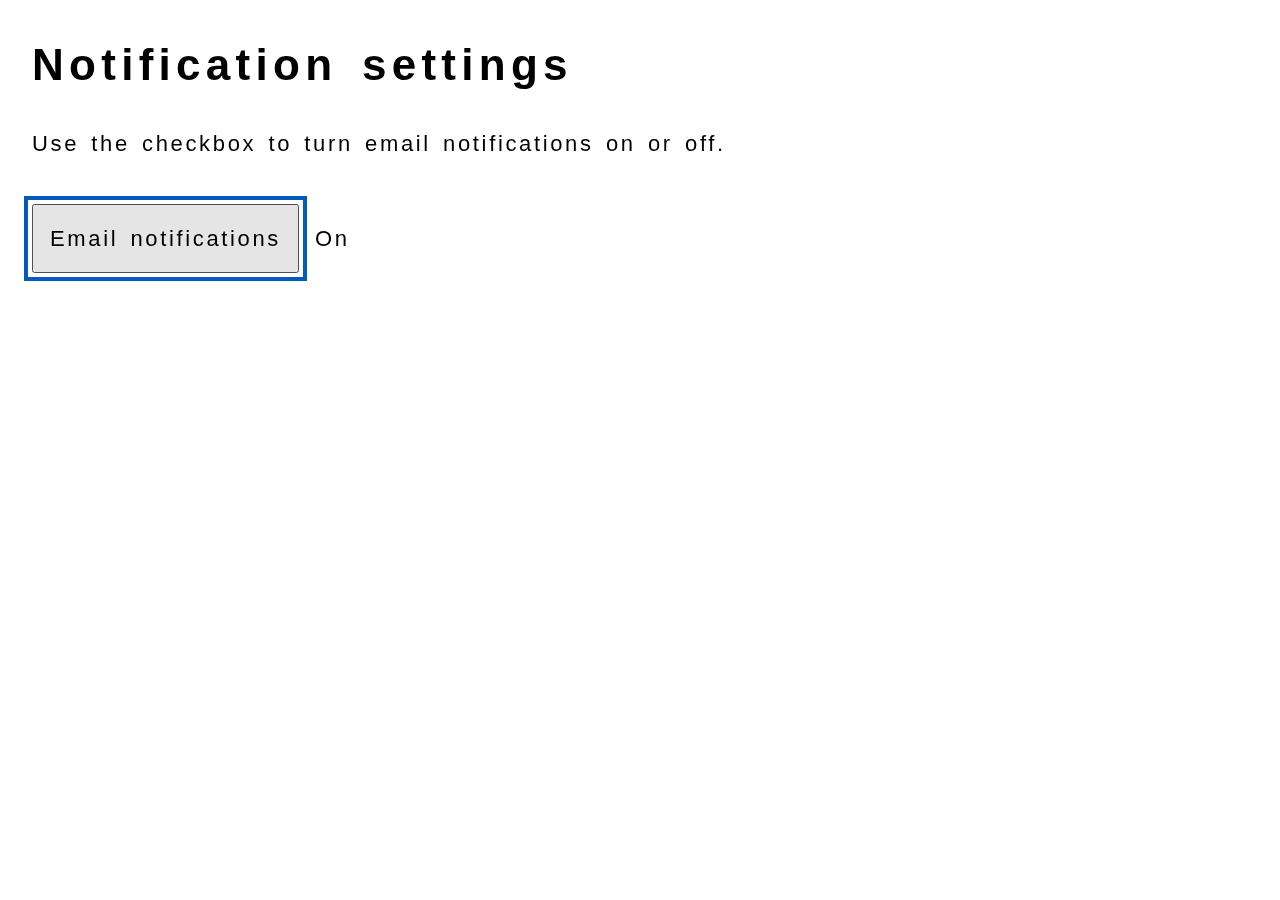 Notification settings
Use the checkbox to turn email notifications on or off.
Email notifications On